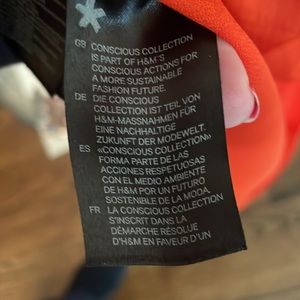 GB CONSCIOUS COLLECTION
IS PART OF H&M'S
CONSCIOUS ACTIONS FOR
A MORE SUSTAINABLE
FASHION FUTURE.
DE DIE CONSCIOUS
COLLECTION IST TEIL VON
H&M-MASSNAHMEN FÜR
EINE NACHHALTIGE
ZUKUNFT DER MODEWELT.
ES «CONSCIOUS COLLECTION»
FORMA PARTE DE LAS
ACCIONES RESPETUOSAS
CON EL MEDIO AMBIENTE
DE H&M POR UN FUTURO
SOSTENIBLE DE LA MODA.
FR LA CONSCIOUS COLLECTION
S'INSCRIT DANS LA
DÉMARCHE RÉSOLUE
D'H&M EN FAVEUR D'UN